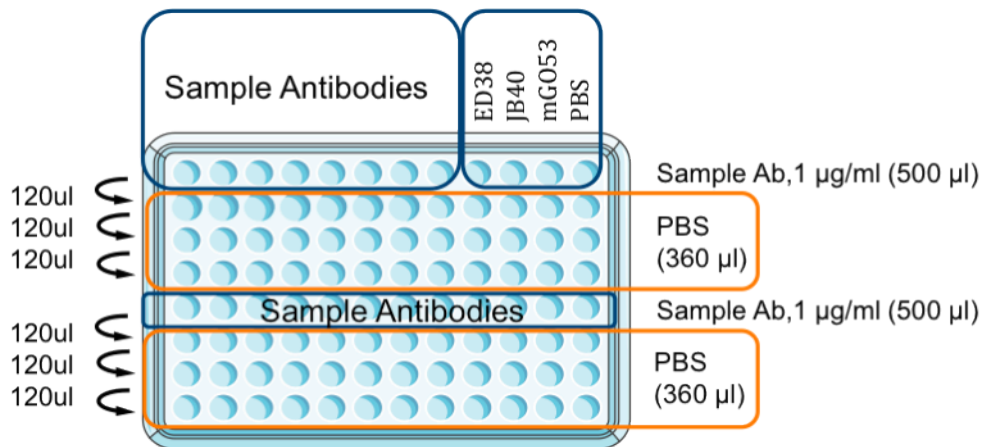 Sample Antibodies
ED38
JB40
mGO53
PBS
Sample Ab,1 µg/ml (500 µl)
120ul
120ul
120ul
PBS
(360 µl)
Sample Antibodies
Sample Ab,1 µg/ml (500 µl)
120ul
120ul
120ul
PBS
(360 µl)